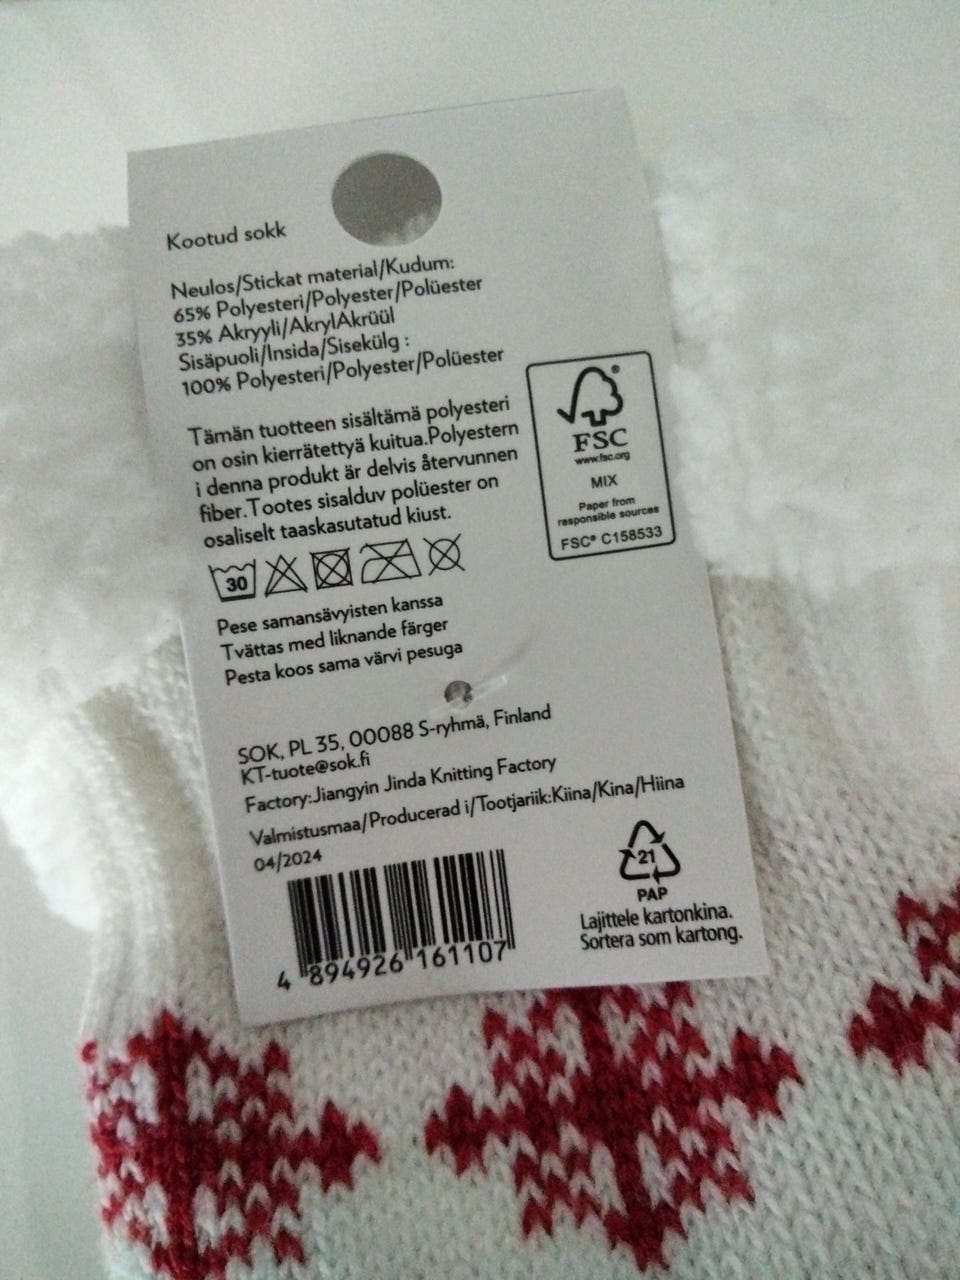 Kootud sokk
Neulos/Stickat material/Kudum:
65% Polyesteri/Polyester/Polüester
35% Akryyli/AkrylAkrüül
Sisäpuoli/Insida/Sisekülg :
100% Polyesteri/Polyester/Polüester
Tämän tuotteen sisältämä polyesteri
on osin kierrätettyä kuitua.Polyestern
i denna produkt är delvis återvunnen
fiber.Tootes sisalduv polüester on
osaliselt taaskasutatud kiust.
®
FSC
www.fsc.org
MIX
Paper from
responsible sources
FSC® C158533
30
Pese samansävyisten kanssa
Tvättas med liknande färger
Pesta koos sama värvi pesuga
SOK, PL 35, 00088 S-ryhmä, Finland
KT-tuote@sok.fi
Factory:Jiangyin Jinda Knitting Factory
Valmistusmaa/Producerad i/Tootjariik:Kiina/Kina/Hiina
04/2024
4 894926 161107
21
PAP
Lajittele kartonkina.
Sortera som kartong.